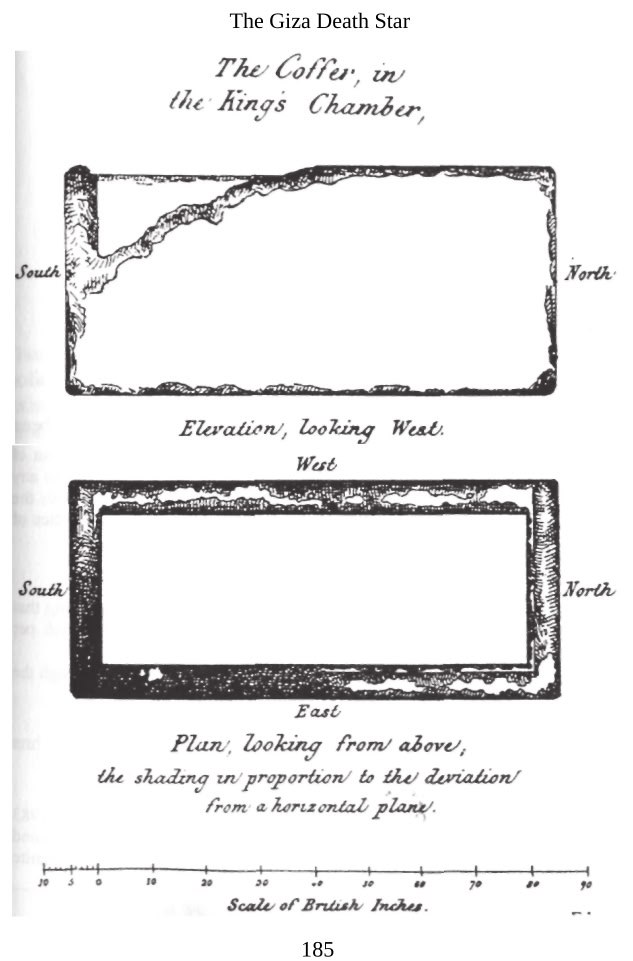 The Giza Death Star
The Coffer, in
the King's Chamber,
South
North
Elevation, looking West.
West
South
North
East
Plan, looking from above,
the shading in proportion to the deviation
from a horizontal plane.
10 5 0 10 20 30 40 50 60 70 80 90
Scale of British Inches.
185